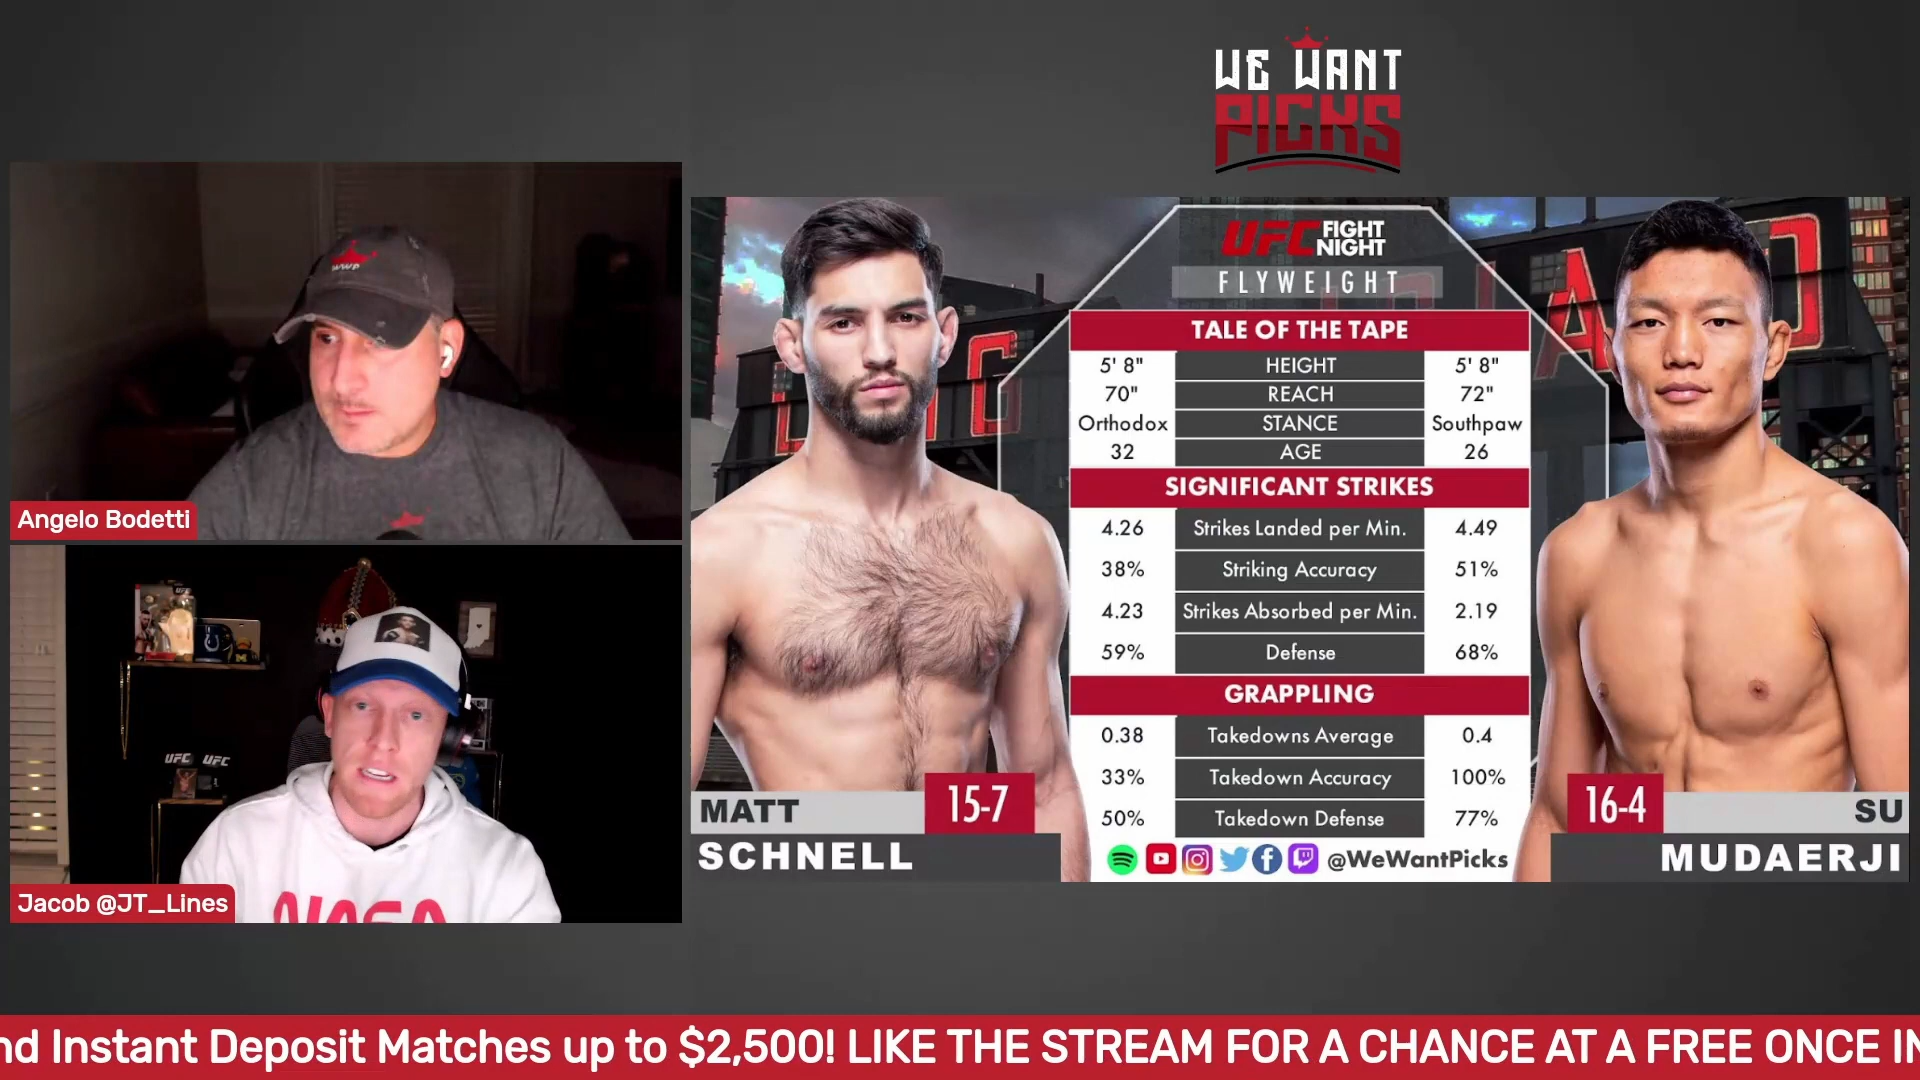 WE WANT
PICKS
WWP
Angelo Bodetti
UFC UFC
NASA
Jacob @JT_Lines
UFC FIGHT
NIGHT
FLYWEIGHT
TALE OF THE TAPE
5' 8" HEIGHT 5' 8"
70" REACH 72"
Orthodox STANCE Southpaw
32 AGE 26
SIGNIFICANT STRIKES
4.26 Strikes Landed per Min. 4.49
38% Striking Accuracy 51%
4.23 Strikes Absorbed per Min. 2.19
59% Defense 68%
GRAPPLING
0.38 Takedowns Average 0.4
33% Takedown Accuracy 100%
50% Takedown Defense 77%
@WeWantPicks
MATT 15-7
SCHNELL
16-4 SU
MUDAERJI
nd Instant Deposit Matches up to $2,500! LIKE THE STREAM FOR A CHANCE AT A FREE ONCE IN